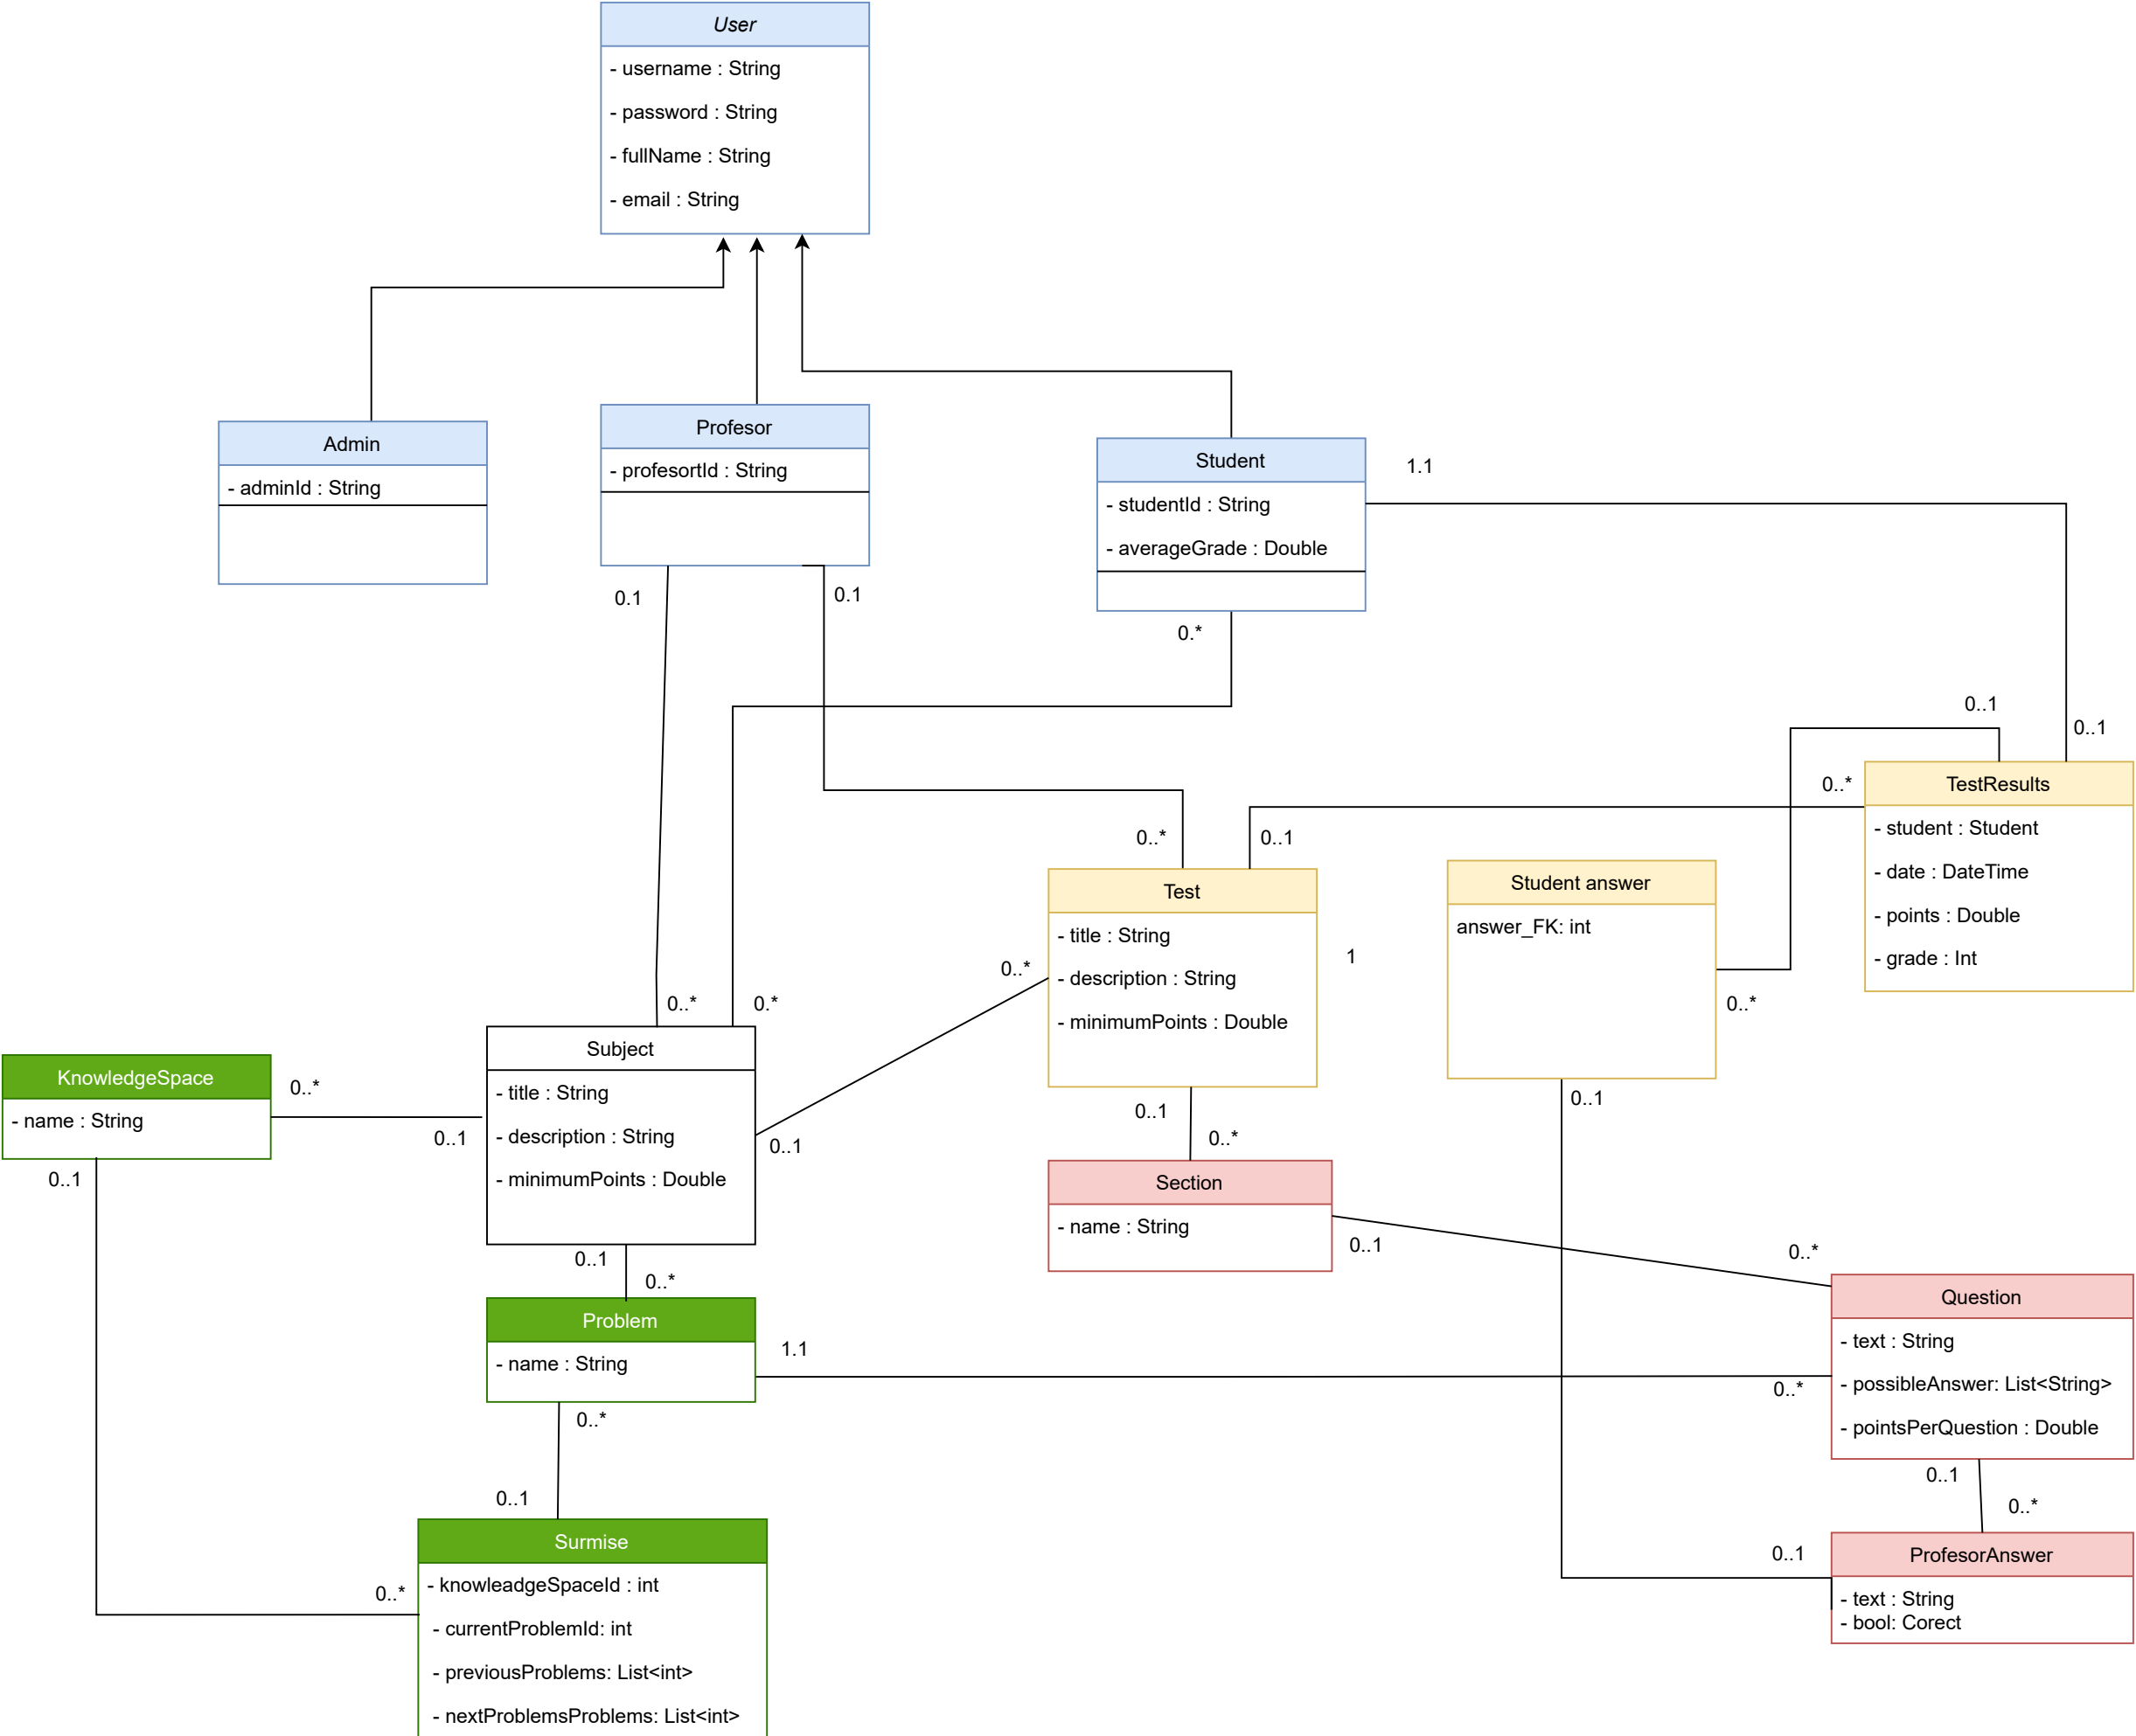 User
- username : String
- password : String
- fullName : String
- email : String
Admin
- adminId : String
Profesor
- profesortId : String
Student
- studentId : String
- averageGrade : Double
1.1
0.1
0.1
0.*
0..1
0..1
0..*
TestResults
- student : Student
- date : DateTime
- points : Double
- grade : Int
0..*
0..1
Test
- title : String
- description : String
- minimumPoints : Double
1
Student answer
answer_FK: int
0..*
0..*
0..*
0.*
Subject
- title : String
- description : String
- minimumPoints : Double
KnowledgeSpace
- name : String
0..*
0..1
0..1
0..1
0..1
0..*
0..1
Section
- name : String
0..1
0..*
Question
- text : String
- possibleAnswer: List<String>
- pointsPerQuestion : Double
0..1
0..*
Problem
- name : String
1.1
0..*
0..*
0..1
0..1
0..*
ProfesorAnswer
- text : String
- bool: Corect
0..1
Surmise
- knowleadgeSpaceId : int
- currentProblemId: int
- previousProblems: List<int>
- nextProblemsProblems: List<int>
0..*